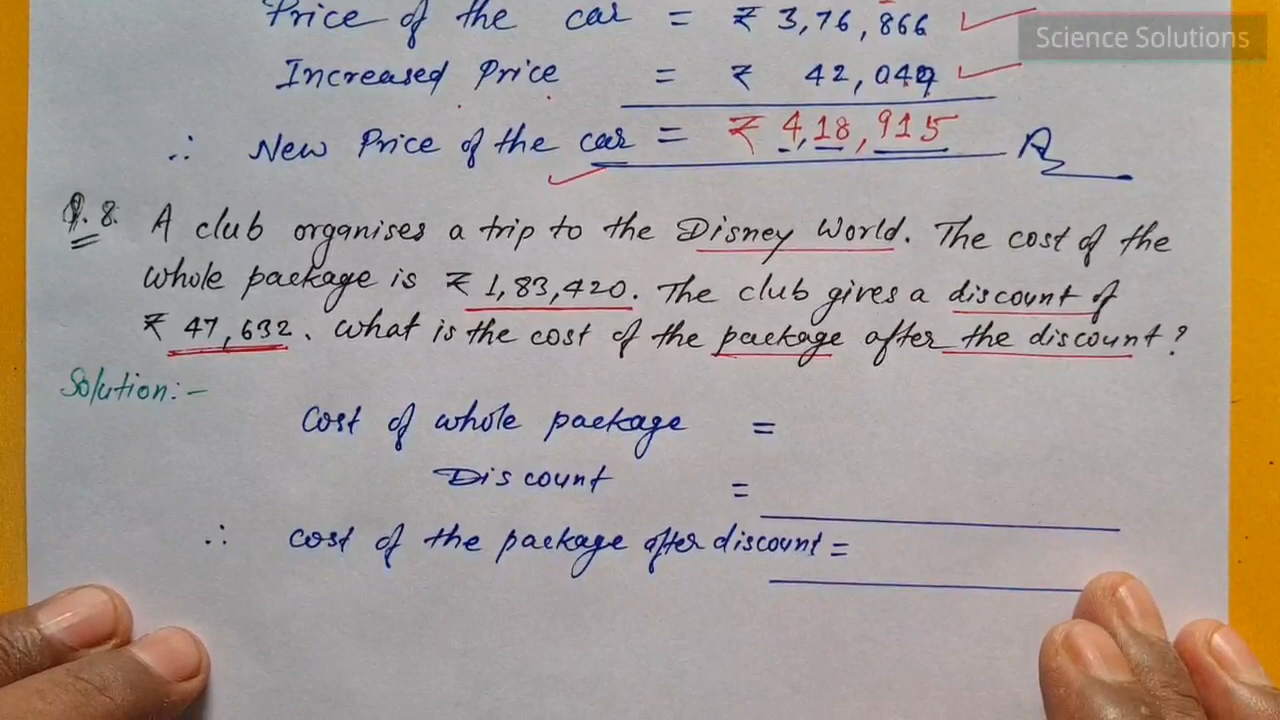 Price of the car = ₹ 3,76,866
Science Solutions
Increased Price = ₹ 42,049
∴ New Price of the car = ₹ 4,18,915
Q. 8. A club organises a trip to the Disney World. The cost of the
whole package is ₹ 1,83,420. The club gives a discount of
₹ 47,632. What is the cost of the package after the discount?
Solution:-
Cost of whole package =
Discount =
∴ cost of the package after discount =